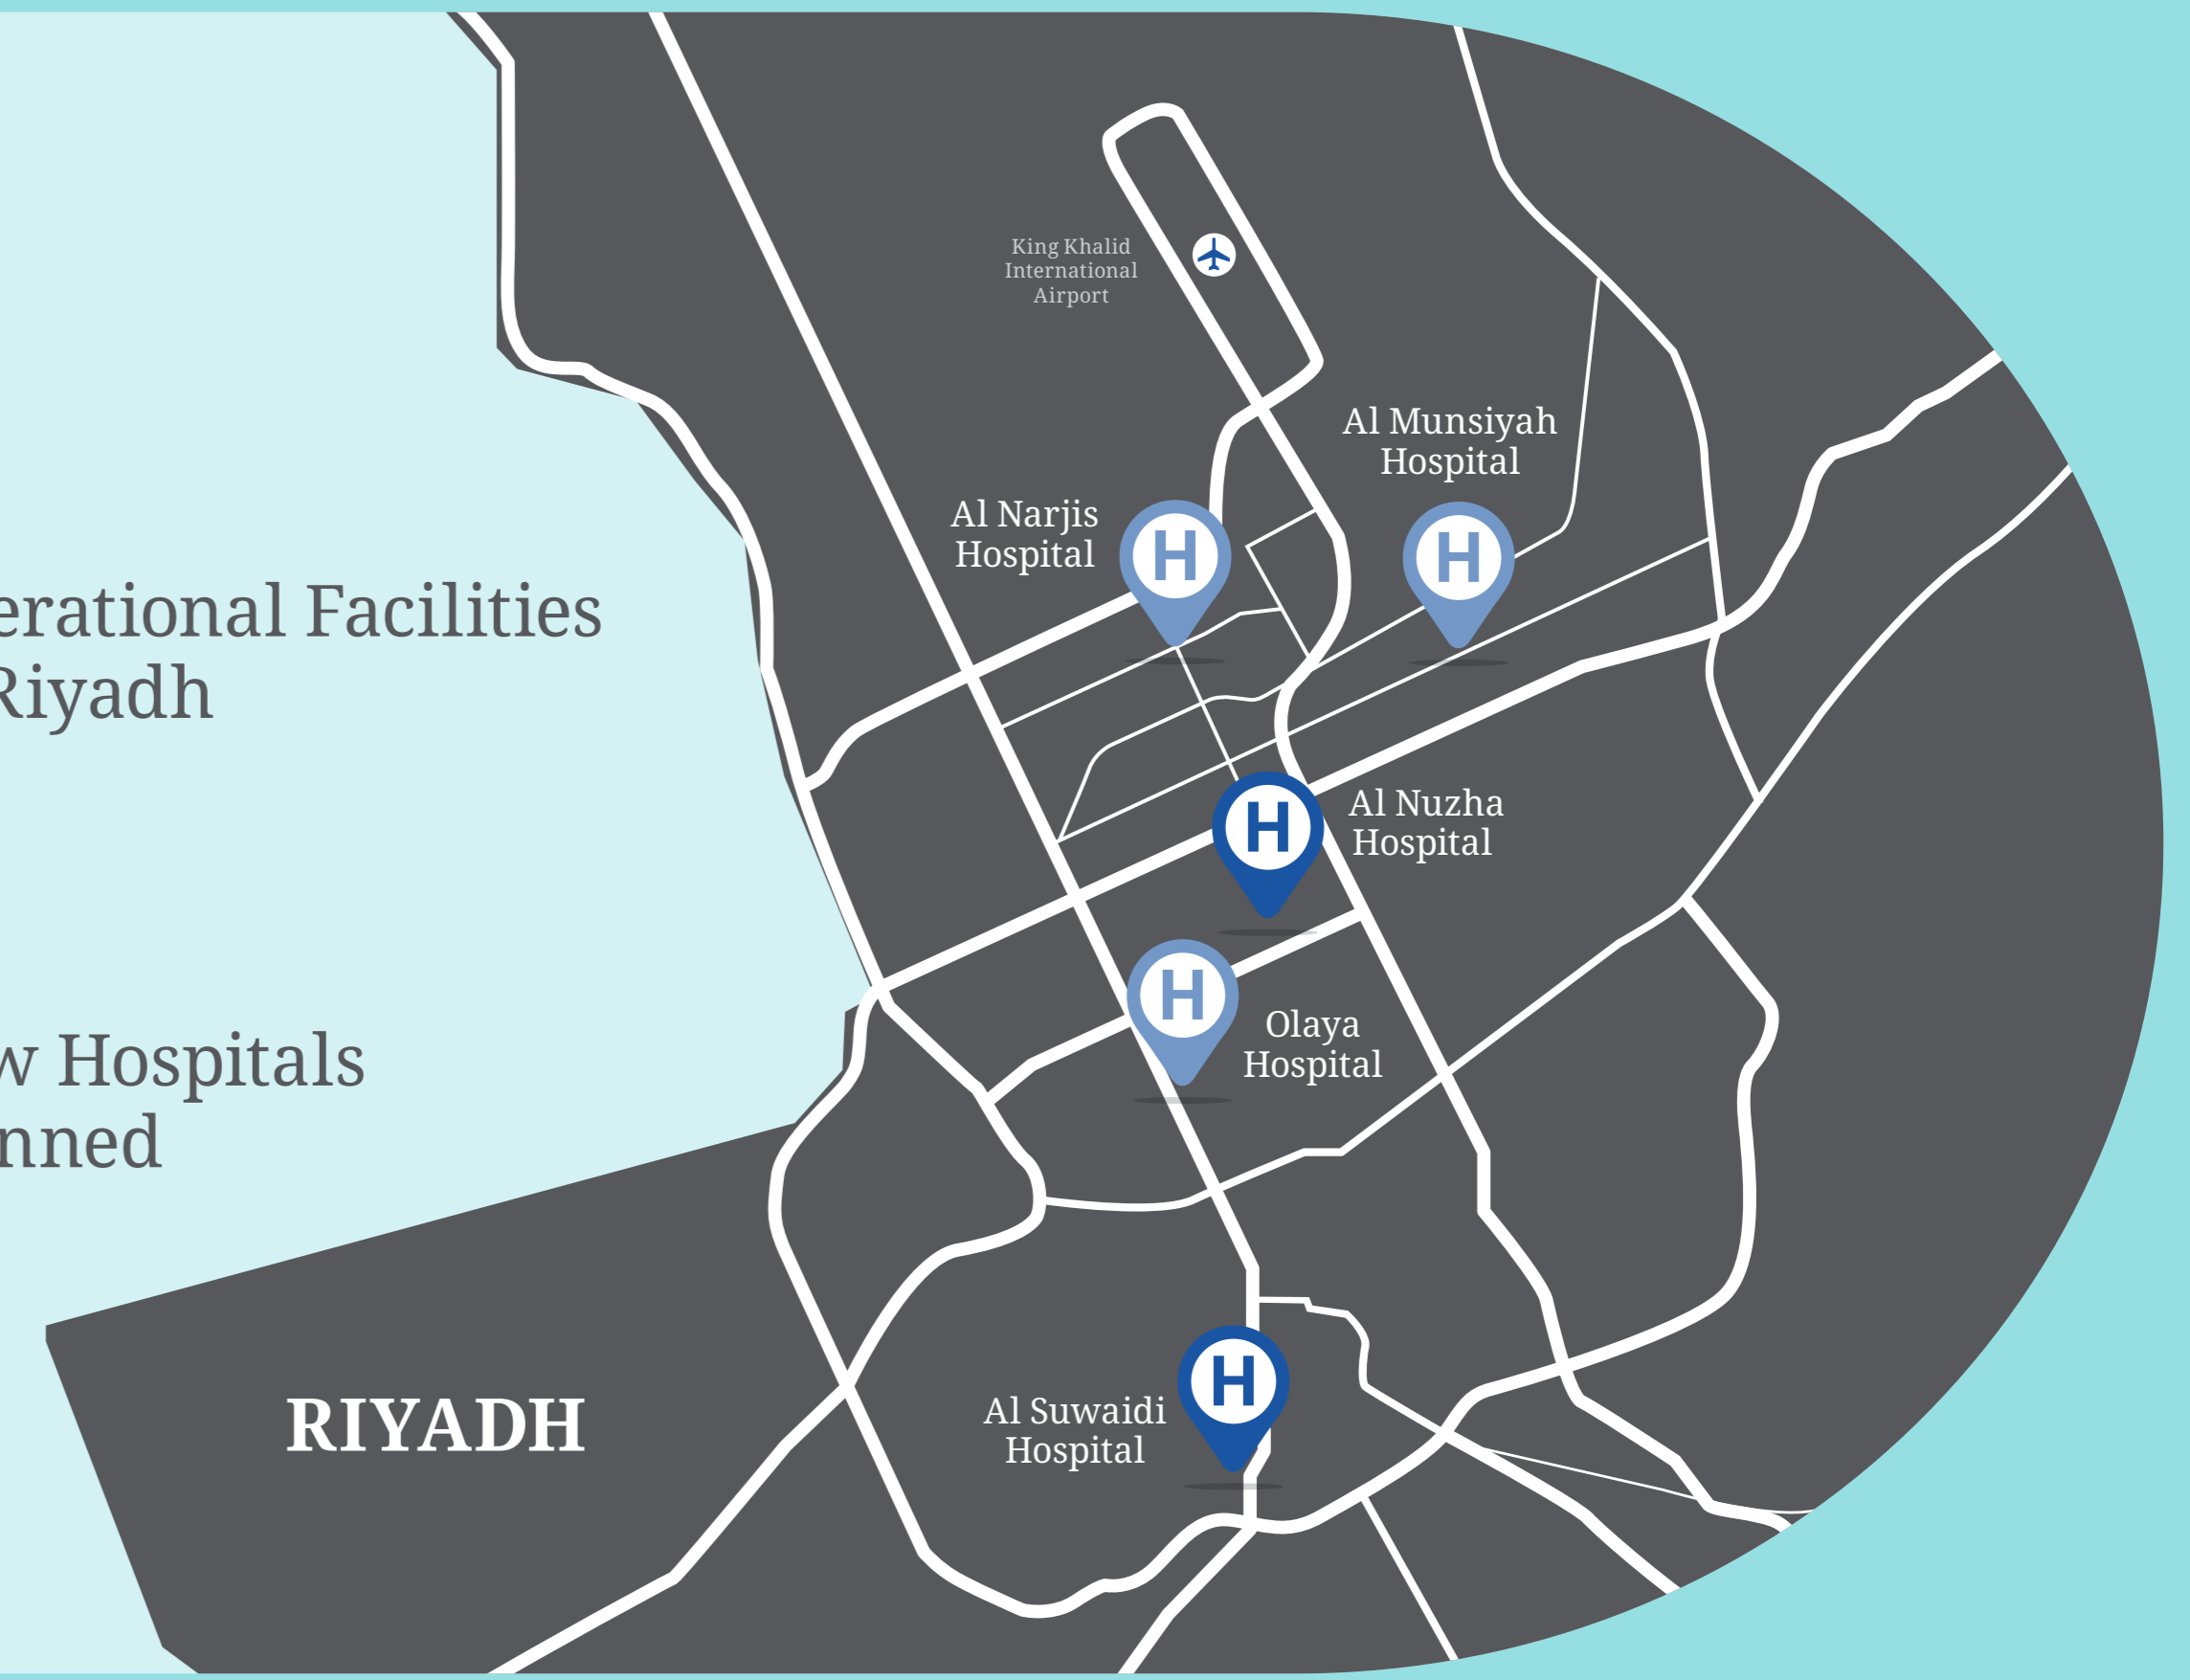 erational Facilities
Riyadh
w Hospitals
nned
RIYADH
King Khalid
International
Airport
Al Munsiyah
Hospital
Al Narjis
Hospital
H
H
Al Nuzha
Hospital
H
Olaya
Hospital
H
Al Suwaidi
Hospital
H